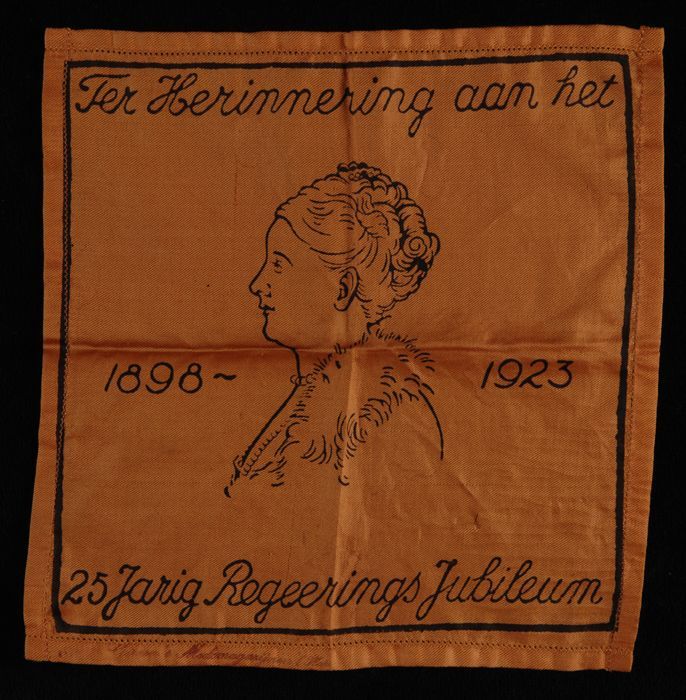 Ter Herinnering aan het
1898~ 1923
25 Jarig Regeerings Jubileum